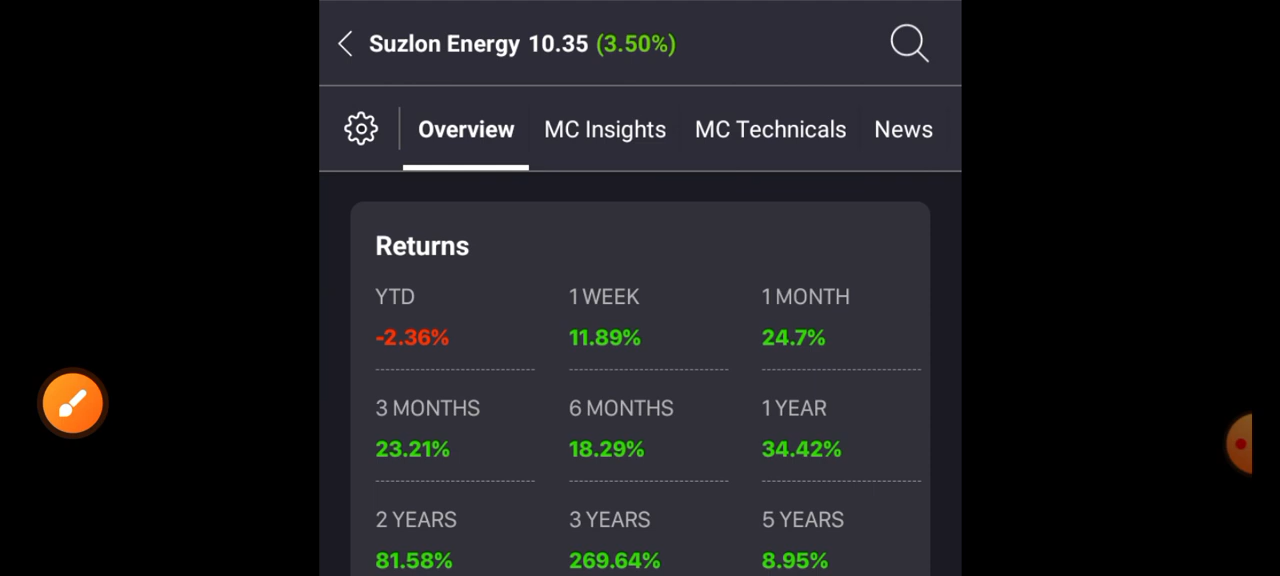 Suzlon Energy 10.35 (3.50%)
Overview MC Insights MC Technicals News
Returns
YTD 1 WEEK 1 MONTH
-2.36% 11.89% 24.7%
3 MONTHS 6 MONTHS 1 YEAR
23.21% 18.29% 34.42%
2 YEARS 3 YEARS 5 YEARS
81.58% 269.64% 8.95%